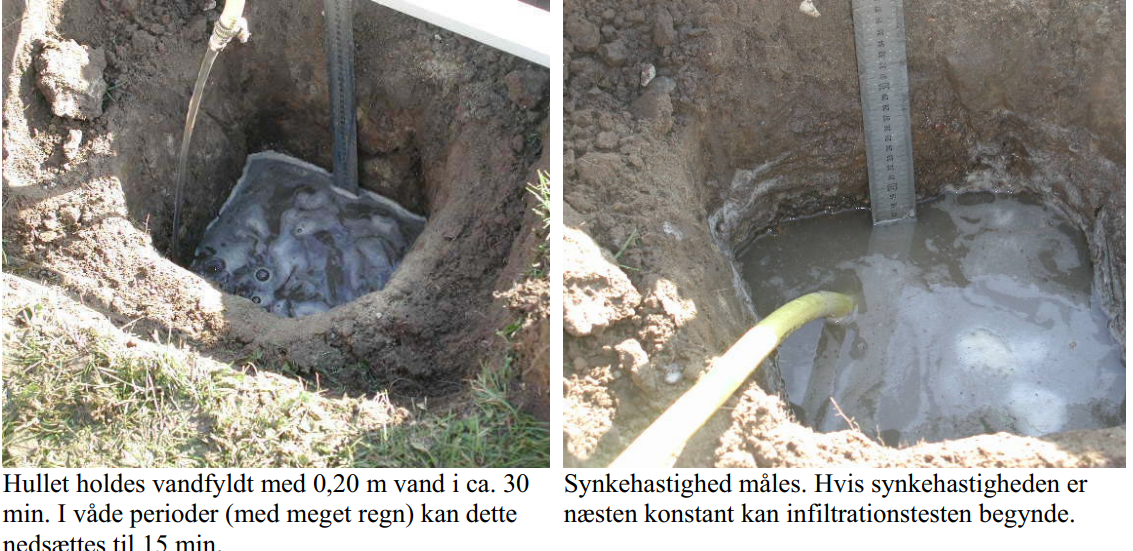 Hullet holdes vandfyldt med 0,20 m vand i ca. 30
min. I våde perioder (med meget regn) kan dette
nedsættes til 15 min.
Synkehastighed måles. Hvis synkehastigheden er
næsten konstant kan infiltrationstesten begynde.